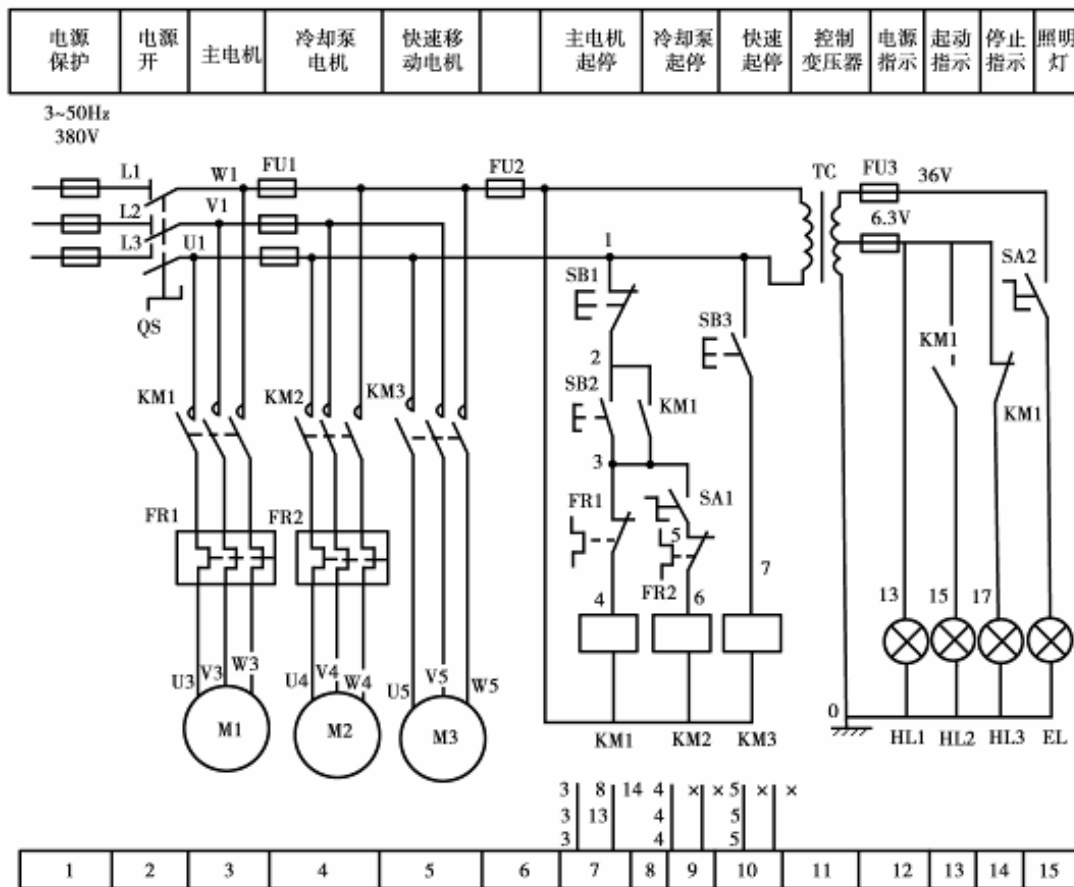 电源
保护
电源
开
主电机
冷却泵
电机
快速移
动电机
主电机
起停
冷却泵
起停
快速
起停
控制
变压器
电源
指示
起动
指示
停止
指示
照明
灯
3~50Hz
380V
L1
W1
FU1
FU2
TC
FU3
36V
L2
V1
6.3V
L3
U1
1
SB1
SA2
QS
SB3
2
KM1
KM1
KM2
KM3
SB2
KM1
KM1
3
FR1
SA1
FR1
FR2
5
7
FR2
4
6
13
15
17
U3
V3
W3
U4
V4
W4
U5
V5
W5
M1
M2
M3
0
KM1
KM2
KM3
HL1
HL2
HL3
EL
3 8 14 4 × × 5 × ×
3 13 4 5
3 4 5
1 2 3 4 5 6 7 8 9 10 11 12 13 14 15